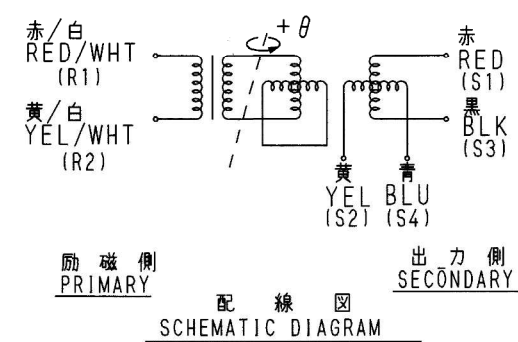 赤/白
RED/WHT
(R1)
黄/白
YEL/WHT
(R2)
+θ
赤
RED
(S1)
黒
BLK
(S3)
黄 青
YEL BLU
(S2) (S4)
励磁側
PRIMARY
出力側
SECŌNDARY
配線図
SCHEMATIC DIAGRAM